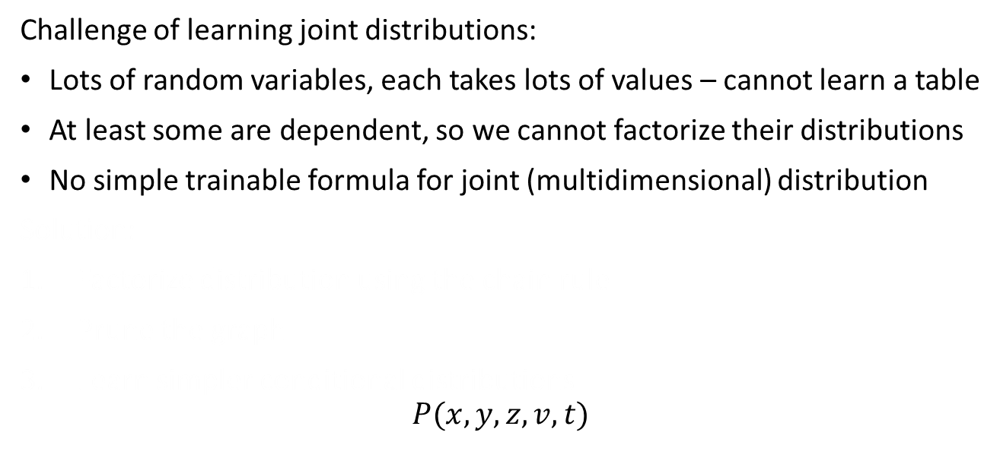 Challenge of learning joint distributions:
• Lots of random variables, each takes lots of values – cannot learn a table
• At least some are dependent, so we cannot factorize their distributions
• No simple trainable formula for joint (multidimensional) distribution
P(x, y, z, v, t)